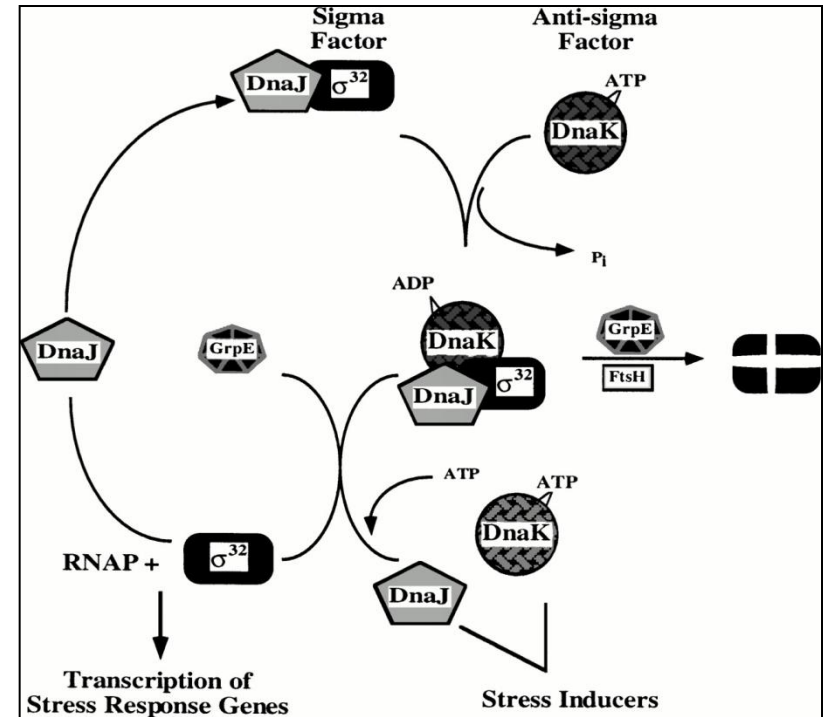 Sigma
Factor
Anti-sigma
Factor
DnaJ
σ³²
ATP
DnaK
Pi
ADP
DnaK
DnaJ
σ³²
GrpE
FtsH
DnaJ
GrpE
ATP
ATP
DnaK
RNAP +
σ³²
DnaJ
Transcription of
Stress Response Genes
Stress Inducers